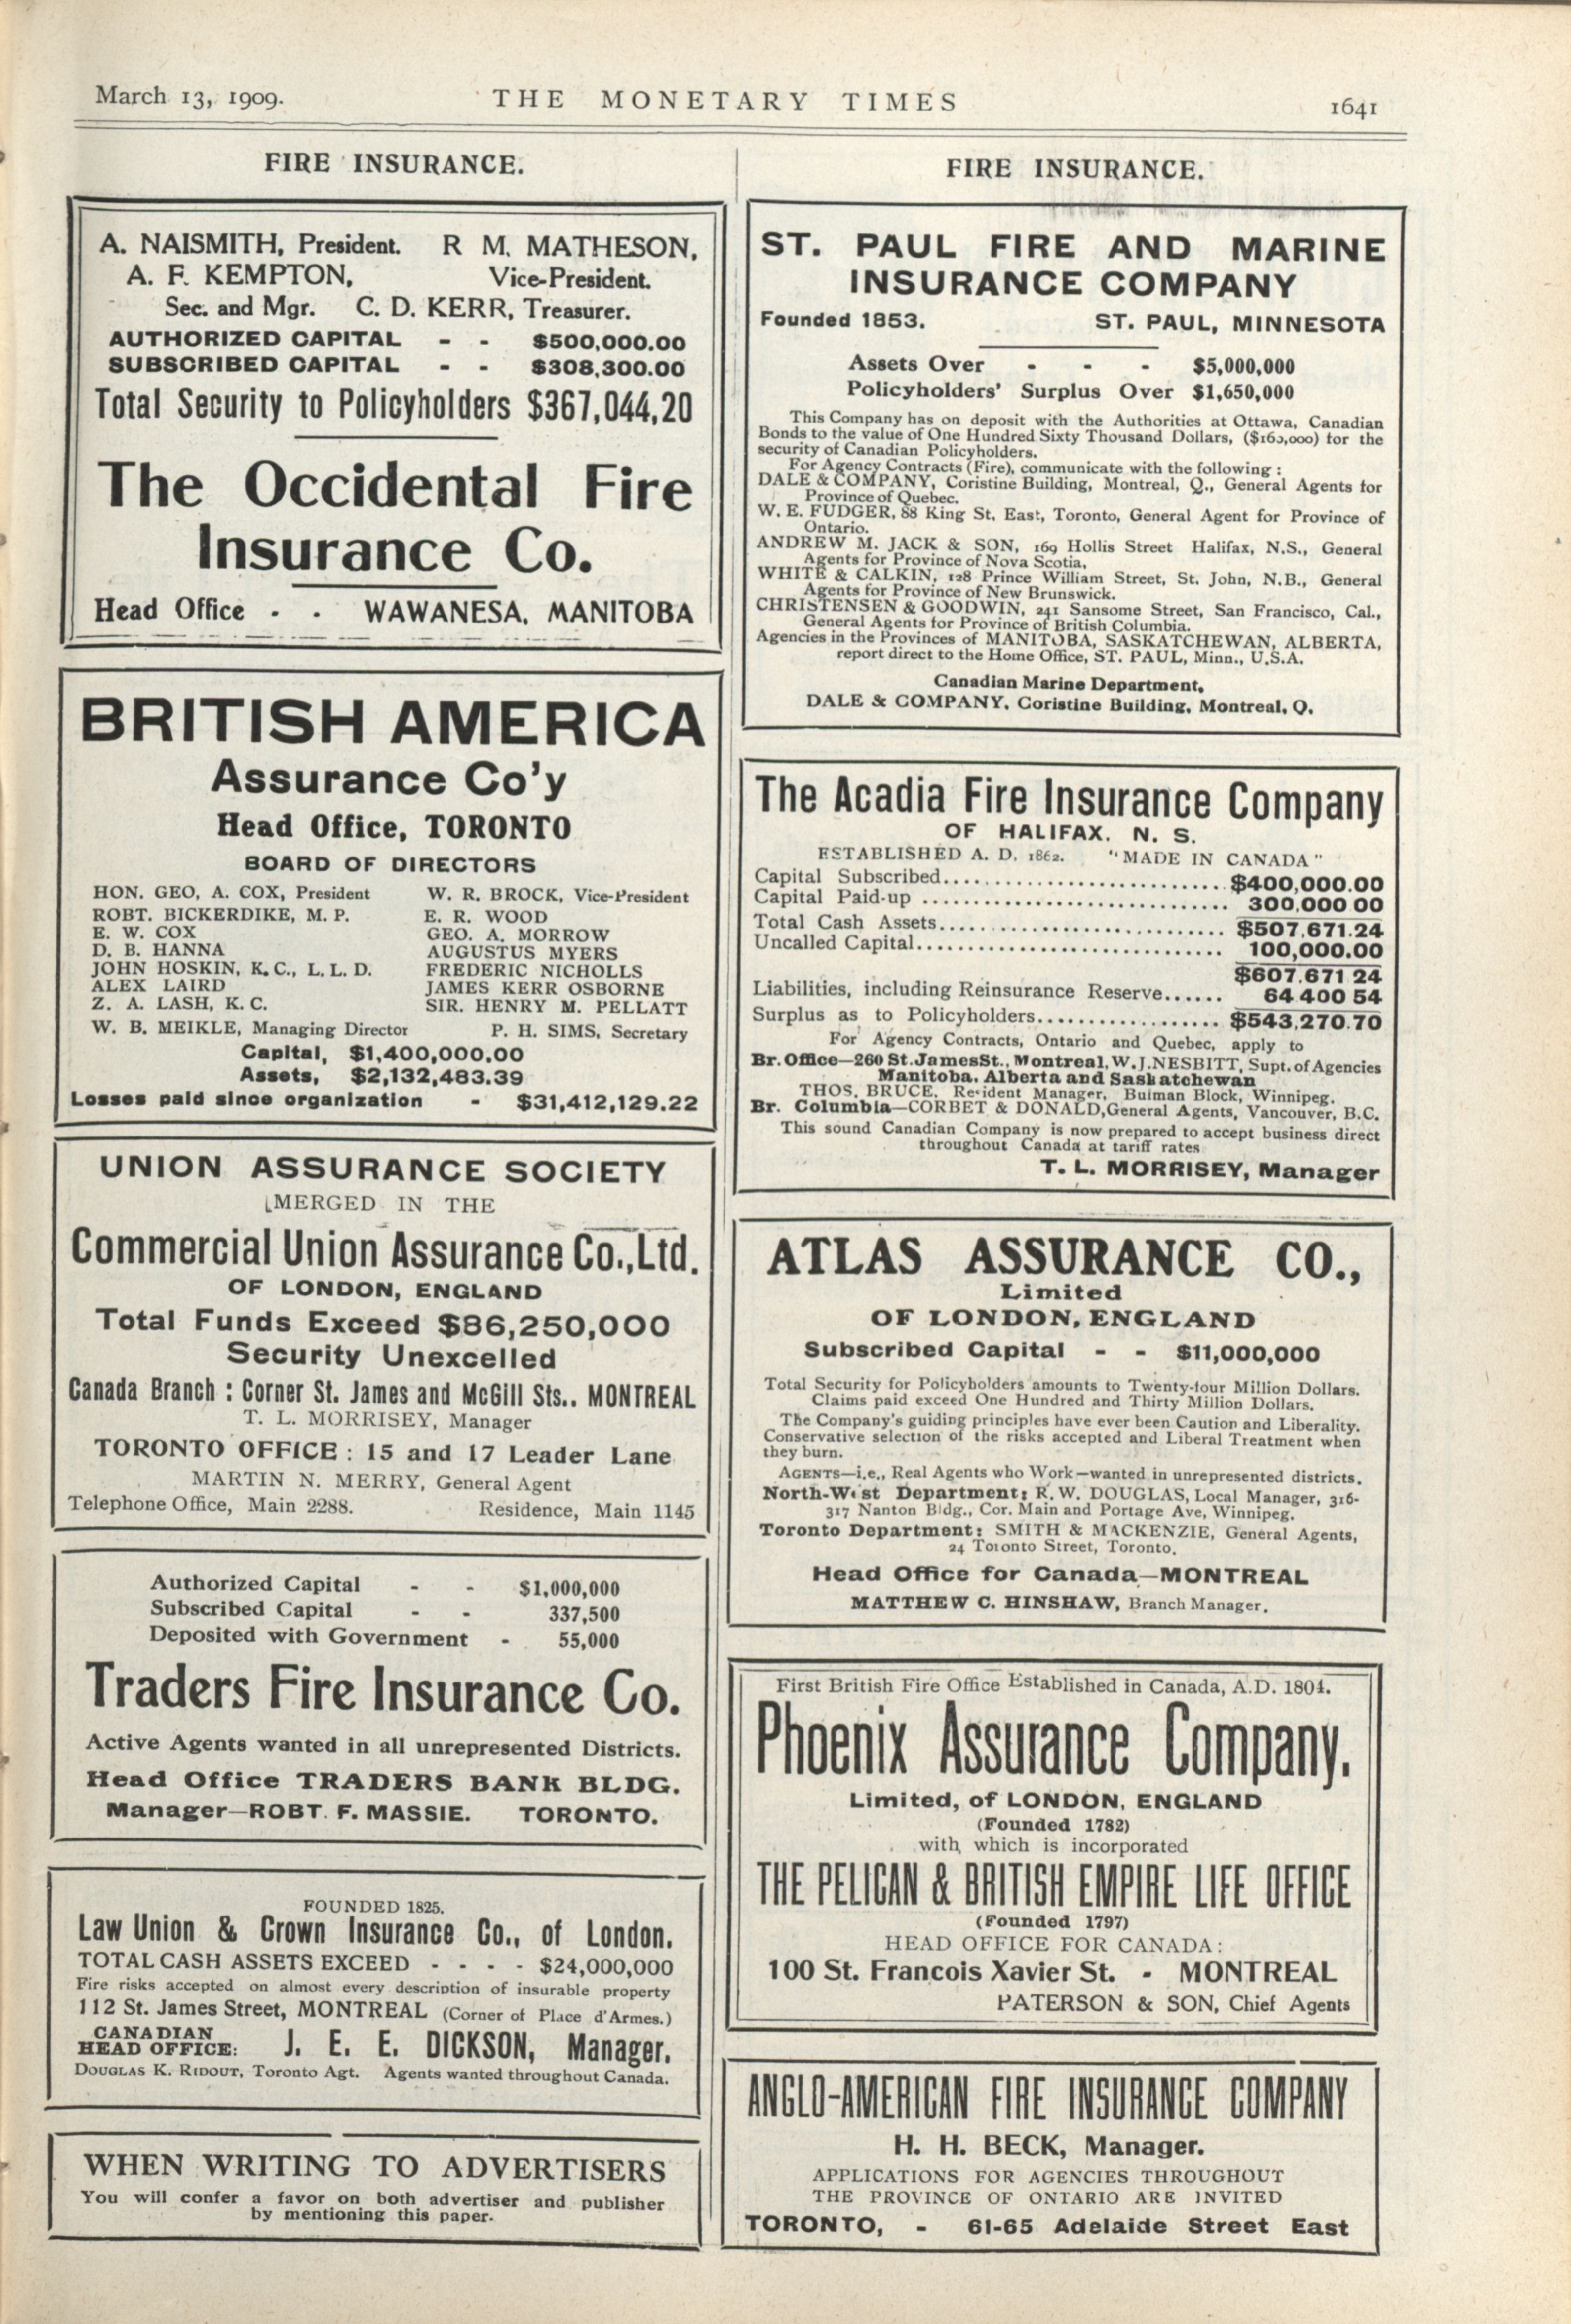 March 13, 1909.
THE MONETARY TIMES
1641
FIRE INSURANCE.
A. NAISMITH, President. R M. MATHESON,
A. F. KEMPTON, Vice-President.
Sec. and Mgr. C. D. KERR, Treasurer.
AUTHORIZED CAPITAL - - $500,000.00
SUBSCRIBED CAPITAL - - $308,300.00
Total Security to Policyholders $367,044,20
The Occidental Fire
Insurance Co.
Head Office - - WAWANESA, MANITOBA
BRITISH AMERICA
Assurance Co'y
Head Office, TORONTO
BOARD OF DIRECTORS
HON. GEO, A. COX, President W. R. BROCK, Vice-President
ROBT. BICKERDIKE, M. P. E. R. WOOD
E. W. COX GEO. A. MORROW
D. B. HANNA AUGUSTUS MYERS
JOHN HOSKIN, K. C., L. L. D. FREDERIC NICHOLLS
ALEX LAIRD JAMES KERR OSBORNE
Z. A. LASH, K. C. SIR. HENRY M. PELLATT
W. B. MEIKLE, Managing Director P. H. SIMS, Secretary
Capital, $1,400,000.00
Assets, $2,132,483.39
Losses paid since organization - $31,412,129.22
UNION ASSURANCE SOCIETY
MERGED IN THE
Commercial Union Assurance Co., Ltd.
OF LONDON, ENGLAND
Total Funds Exceed $86,250,000
Security Unexcelled
Canada Branch : Corner St. James and McGill Sts.. MONTREAL
T. L. MORRISEY, Manager
TORONTO OFFICE : 15 and 17 Leader Lane
MARTIN N. MERRY, General Agent
Telephone Office, Main 2288. Residence, Main 1145
Authorized Capital - - $1,000,000
Subscribed Capital - - 337,500
Deposited with Government - 55,000
Traders Fire Insurance Co.
Active Agents wanted in all unrepresented Districts.
Head Office TRADERS BANK BLDG.
Manager—ROBT. F. MASSIE. TORONTO.
FOUNDED 1825.
Law Union & Crown Insurance Co., of London.
TOTAL CASH ASSETS EXCEED - - - - $24,000,000
Fire risks accepted on almost every description of insurable property
112 St. James Street, MONTREAL (Corner of Place d'Armes.)
CANADIAN
HEAD OFFICE: J. E. E. DICKSON, Manager.
DOUGLAS K. RIDOUT, Toronto Agt. Agents wanted throughout Canada.
WHEN WRITING TO ADVERTISERS
You will confer a favor on both advertiser and publisher
by mentioning this paper.
FIRE INSURANCE.
ST. PAUL FIRE AND MARINE
INSURANCE COMPANY
Founded 1853. ST. PAUL, MINNESOTA
Assets Over - - - $5,000,000
Policyholders' Surplus Over $1,650,000
This Company has on deposit with the Authorities at Ottawa, Canadian
Bonds to the value of One Hundred Sixty Thousand Dollars, ($160,000) for the
security of Canadian Policyholders.
For Agency Contracts (Fire), communicate with the following :
DALE & COMPANY, Coristine Building, Montreal, Q., General Agents for
Province of Quebec.
W. E. FUDGER, 88 King St, East, Toronto, General Agent for Province of
Ontario.
ANDREW M. JACK & SON, 169 Hollis Street Halifax, N.S., General
Agents for Province of Nova Scotia,
WHITE & CALKIN, 128 Prince William Street, St. John, N.B., General
Agents for Province of New Brunswick.
CHRISTENSEN & GOODWIN, 241 Sansome Street, San Francisco, Cal.,
General Agents for Province of British Columbia.
Agencies in the Provinces of MANITOBA, SASKATCHEWAN, ALBERTA,
report direct to the Home Office, ST. PAUL, Minn., U.S.A.
Canadian Marine Department,
DALE & COMPANY, Coristine Building, Montreal, Q.
The Acadia Fire Insurance Company
OF HALIFAX. N. S.
ESTABLISHED A. D. 1862. "MADE IN CANADA"
Capital Subscribed............ $400,000.00
Capital Paid-up ............ 300,000 00
Total Cash Assets............ $507,671.24
Uncalled Capital............ 100,000.00
$607,671 24
Liabilities, including Reinsurance Reserve...... 64 400 54
Surplus as to Policyholders............ $543,270.70
For Agency Contracts, Ontario and Quebec, apply to
Br. Office—260 St. James St., Montreal, W. J. NESBITT, Supt. of Agencies
Manitoba, Alberta and Saskatchewan
THOS. BRUCE, Resident Manager, Bulman Block, Winnipeg.
Br. Columbia—CORBET & DONALD, General Agents, Vancouver, B.C.
This sound Canadian Company is now prepared to accept business direct
throughout Canada at tariff rates
T. L. MORRISEY, Manager
ATLAS ASSURANCE CO.,
Limited
OF LONDON, ENGLAND
Subscribed Capital - - $11,000,000
Total Security for Policyholders amounts to Twenty-four Million Dollars.
Claims paid exceed One Hundred and Thirty Million Dollars.
The Company's guiding principles have ever been Caution and Liberality.
Conservative selection of the risks accepted and Liberal Treatment when
they burn.
AGENTS—i.e., Real Agents who Work—wanted in unrepresented districts.
North-West Department: R. W. DOUGLAS, Local Manager, 316-
317 Nanton Bldg., Cor. Main and Portage Ave, Winnipeg.
Toronto Department: SMITH & MACKENZIE, General Agents,
24 Toronto Street, Toronto.
Head Office for Canada—MONTREAL
MATTHEW C. HINSHAW, Branch Manager.
First British Fire Office Established in Canada, A.D. 1804.
Phoenix Assurance Company,
Limited, of LONDON, ENGLAND
(Founded 1782)
with which is incorporated
THE PELICAN & BRITISH EMPIRE LIFE OFFICE
(Founded 1797)
HEAD OFFICE FOR CANADA:
100 St. Francois Xavier St. - MONTREAL
PATERSON & SON, Chief Agents
ANGLO-AMERICAN FIRE INSURANCE COMPANY
H. H. BECK, Manager.
APPLICATIONS FOR AGENCIES THROUGHOUT
THE PROVINCE OF ONTARIO ARE INVITED
TORONTO, - 61-65 Adelaide Street East